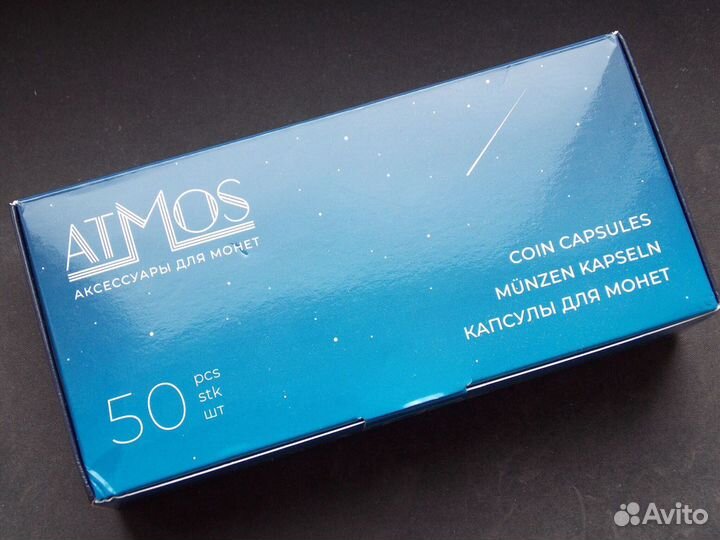 ATMOS
АКСЕССУАРЫ ДЛЯ МОНЕТ
COIN CAPSULES
MÜNZEN KAPSELN
КАПСУЛЫ ДЛЯ МОНЕТ
50 pcs
stk
шт
Avito